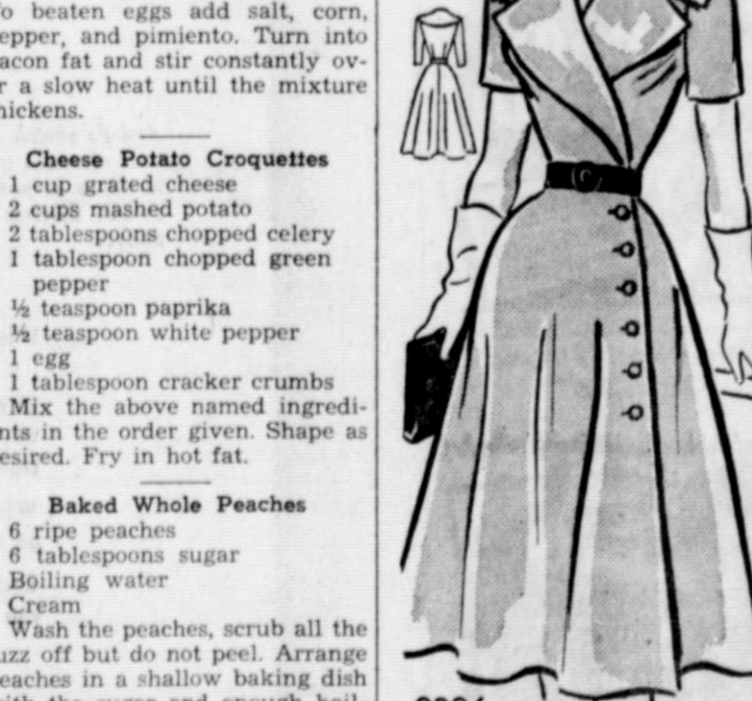 o beaten eggs add salt, corn,
epper, and pimiento. Turn into
acon fat and stir constantly ov-
r a slow heat until the mixture
hickens.
Cheese Potato Croquettes
1 cup grated cheese
2 cups mashed potato
2 tablespoons chopped celery
1 tablespoon chopped green
pepper
½ teaspoon paprika
½ teaspoon white pepper
1 egg
1 tablespoon cracker crumbs
Mix the above named ingredi-
nts in the order given. Shape as
esired. Fry in hot fat.
Baked Whole Peaches
6 ripe peaches
6 tablespoons sugar
Boiling water
Cream
Wash the peaches, scrub all the
uzz off but do not peel. Arrange
eaches in a shallow baking dish